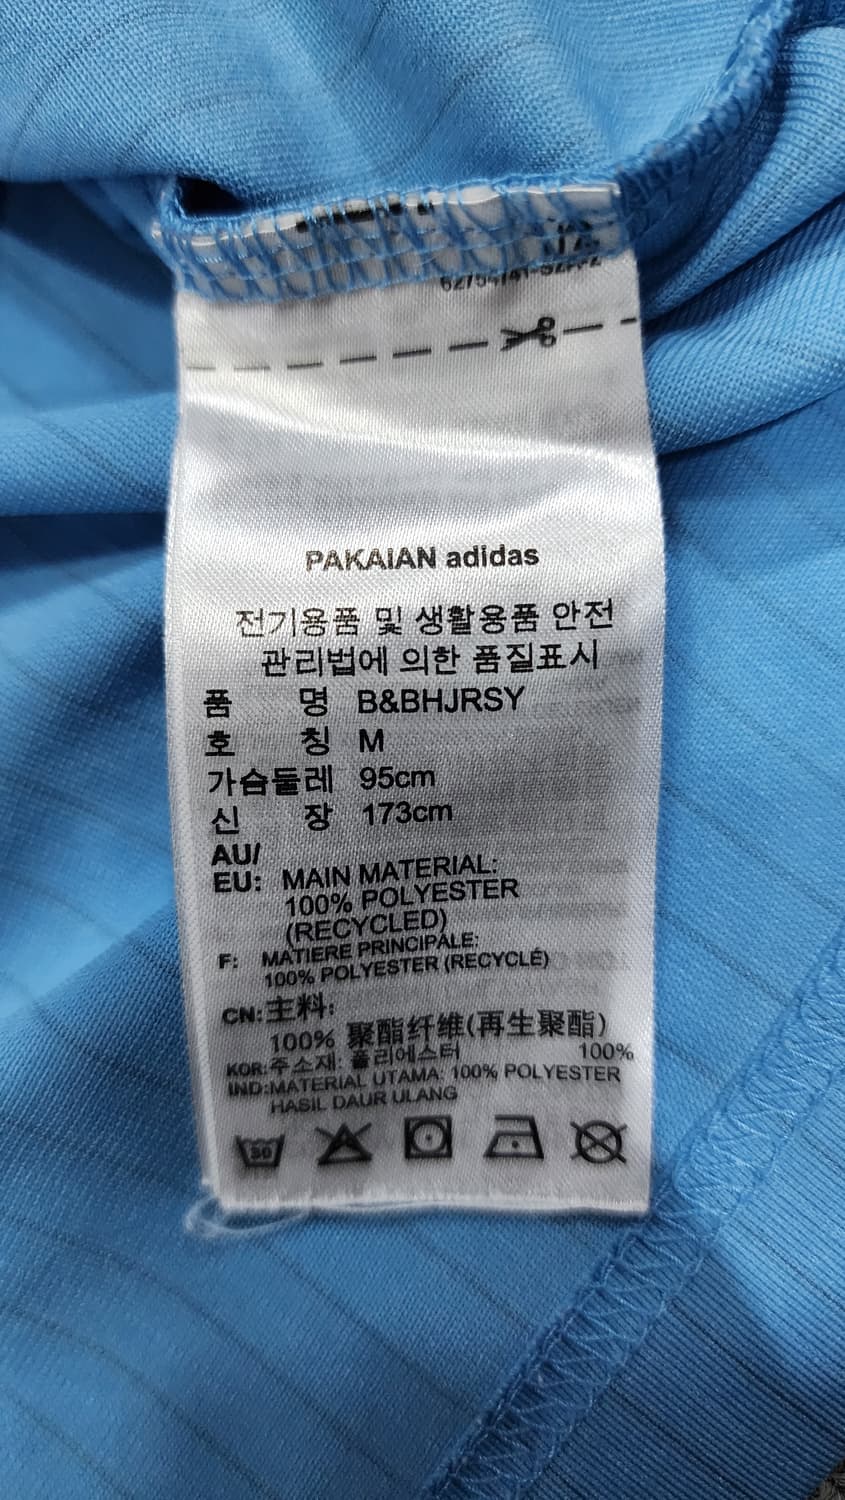 PAKAIAN adidas
전기용품 및 생활용품 안전
관리법에 의한 품질표시
품 명 B&BHJRSY
호 칭 M
가슴둘레 95cm
신 장 173cm
AU/
EU: MAIN MATERIAL:
100% POLYESTER
(RECYCLED)
F: MATIERE PRINCIPALE:
100% POLYESTER (RECYCLÉ)
CN:主料:
100% 聚酯纤维(再生聚酯)
KOR:주소재: 폴리에스터 100%
IND:MATERIAL UTAMA: 100% POLYESTER
HASIL DAUR ULANG
30